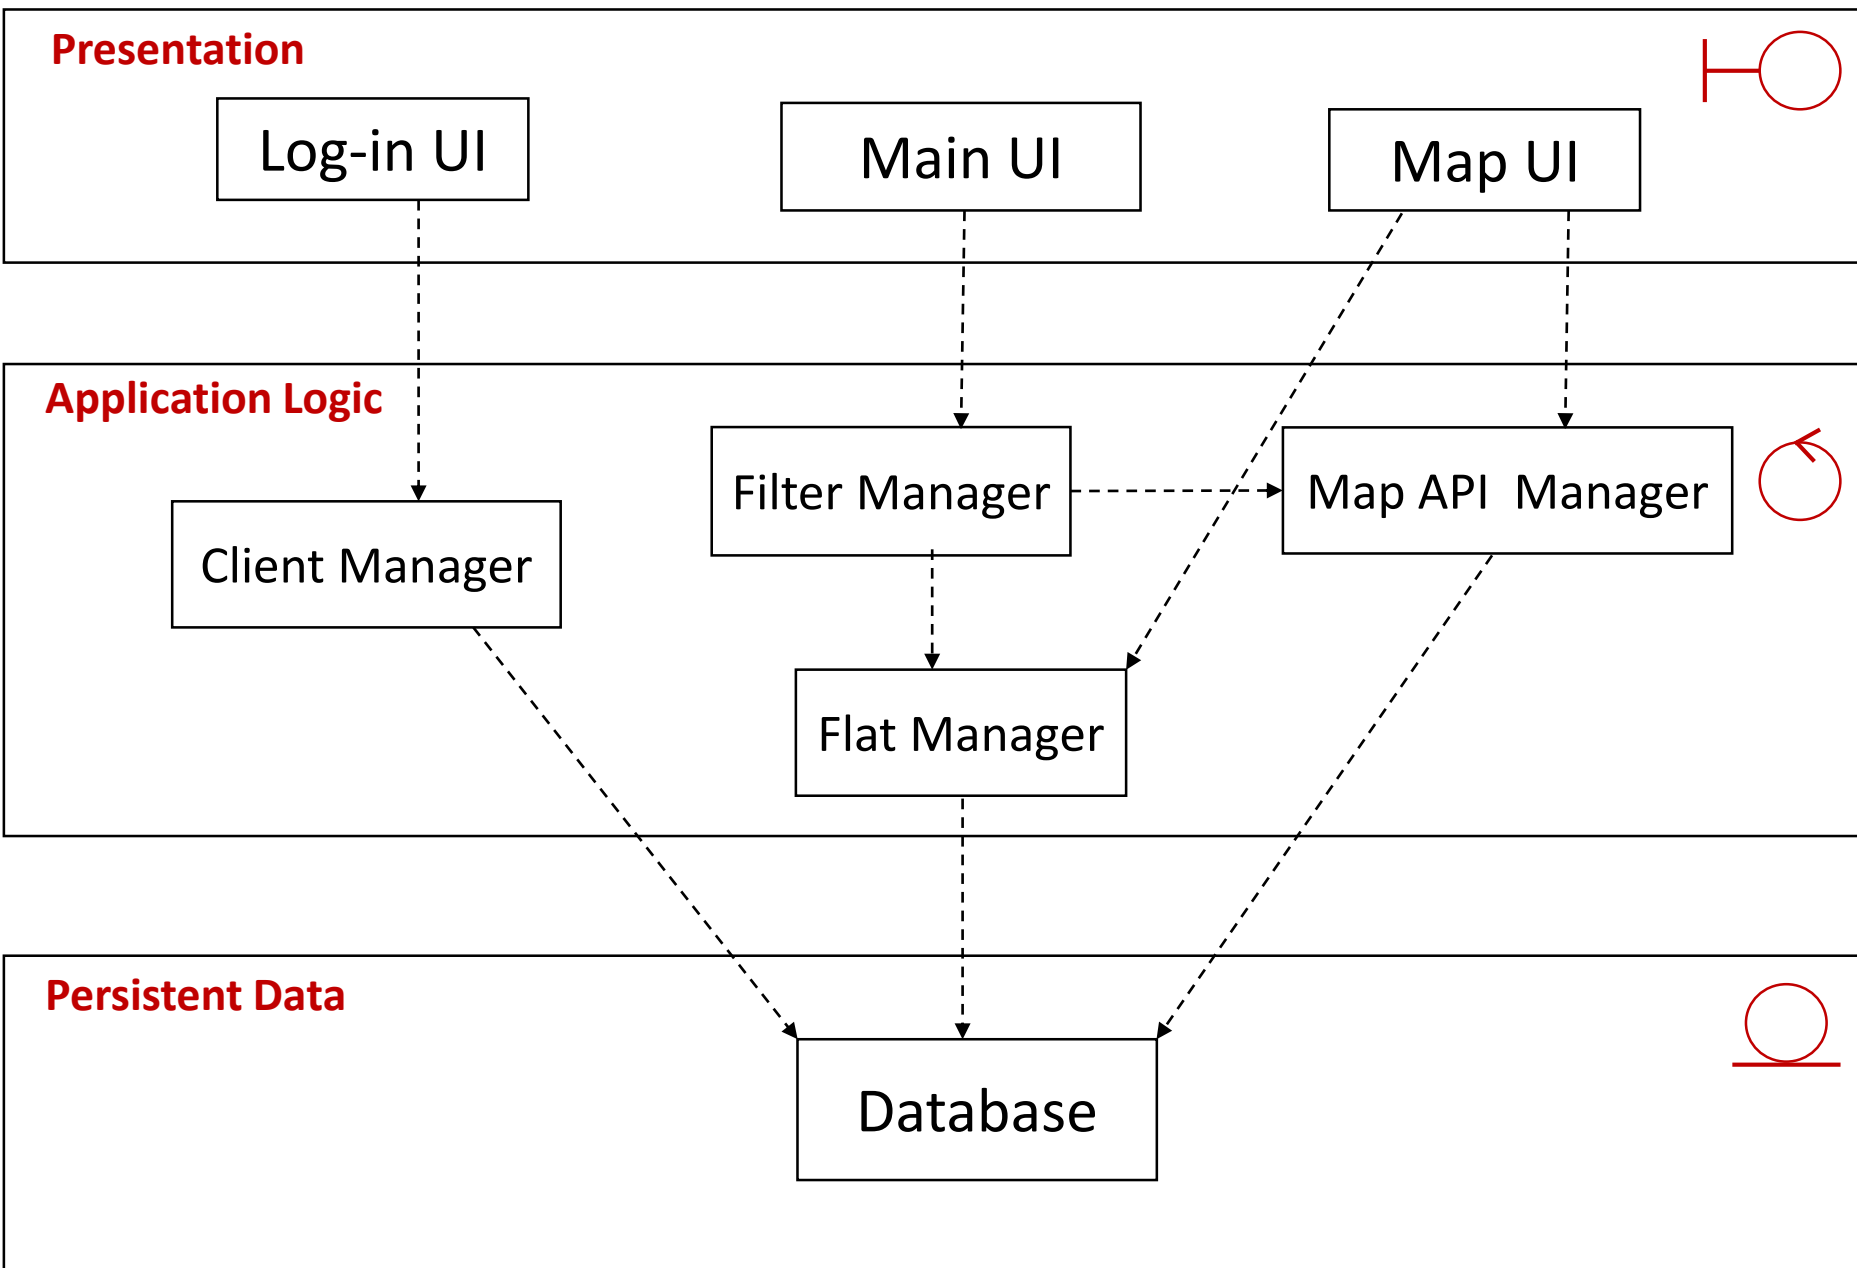 Presentation
Log-in UI
Main UI
Map UI
Application Logic
Filter Manager
Map API  Manager
Client Manager
Flat Manager
Persistent Data
Database